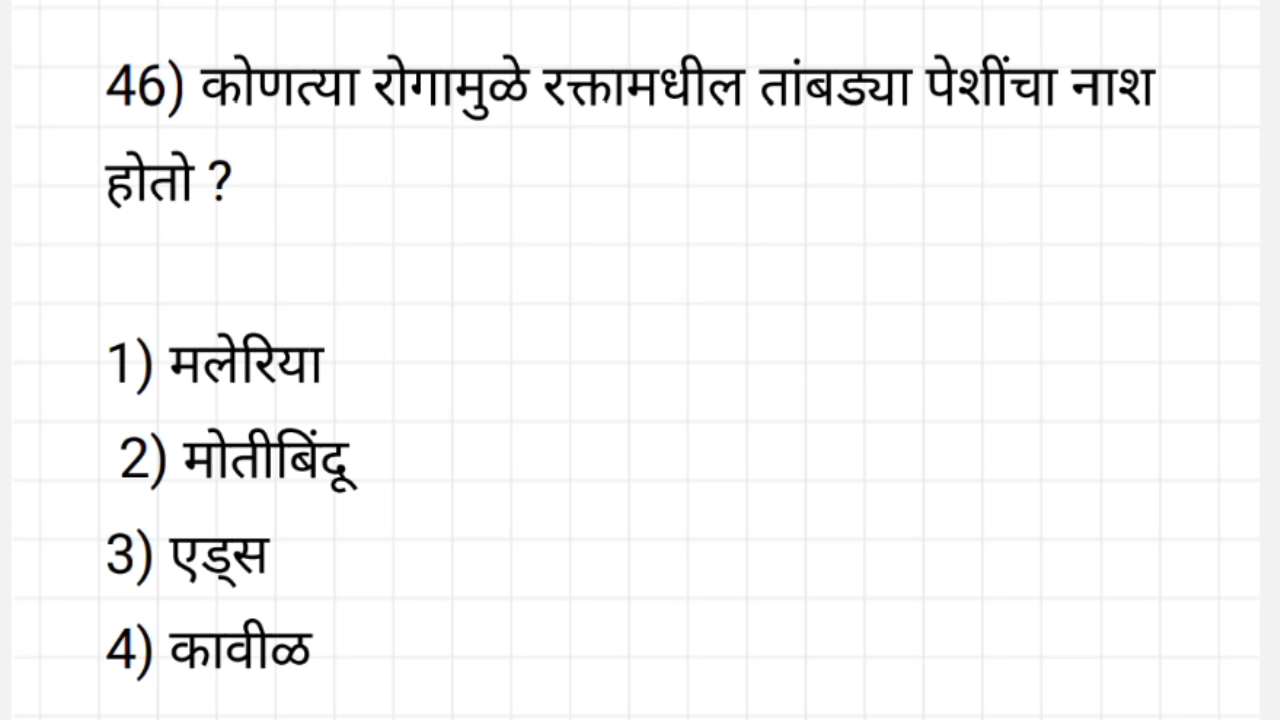 46) कोणत्या रोगामुळे रक्तामधील तांबड्या पेशींचा नाश
होतो ?
1) मलेरिया
2) मोतीबिंदू
3) एड्स
4) कावीळ